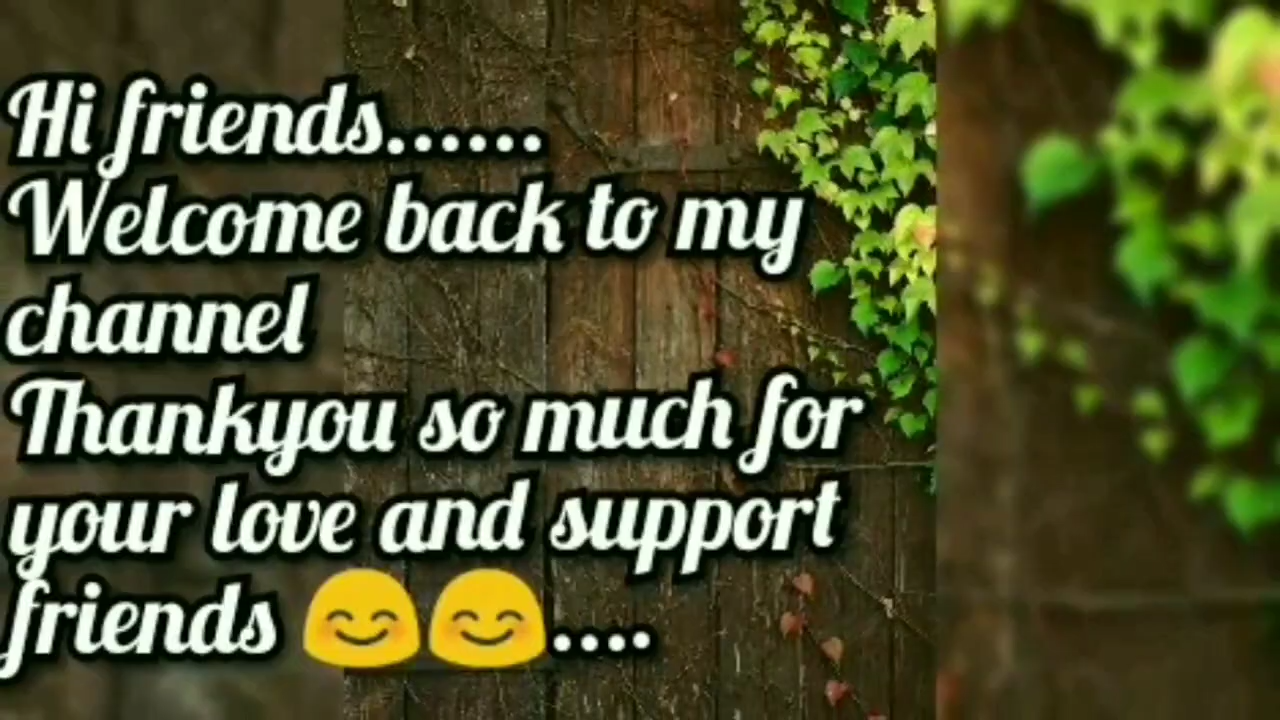 Hi friends......
Welcome back to my
channel
Thankyou so much for
your love and support
friends 😊😊....